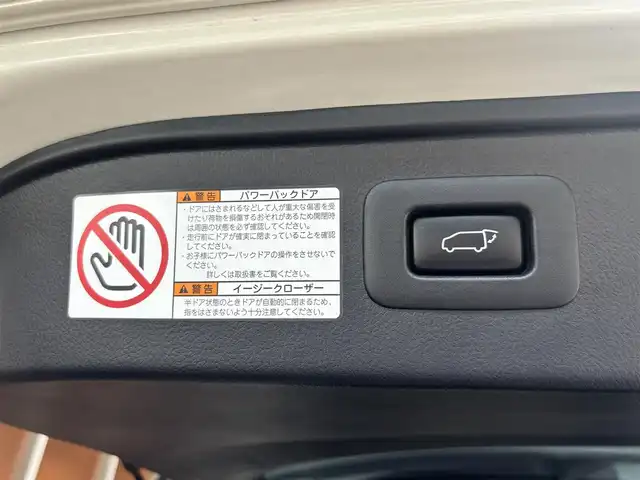 警告 パワーバックドア
・ドアにはさまれるなどして人が重大な傷害を受
けたり荷物を損傷するおそれがあるため開閉時
は周囲の状態を必ず確認してください。
・走行前にドアが確実に閉まっていることを確認
してください。
・お子様にパワーバックドアの操作をさせないで
ください。
詳しくは取扱書をご覧ください。
警告 イージークローザー
半ドア状態のときドアが自動的に閉まるため、
指をはさまないよう十分注意してください。